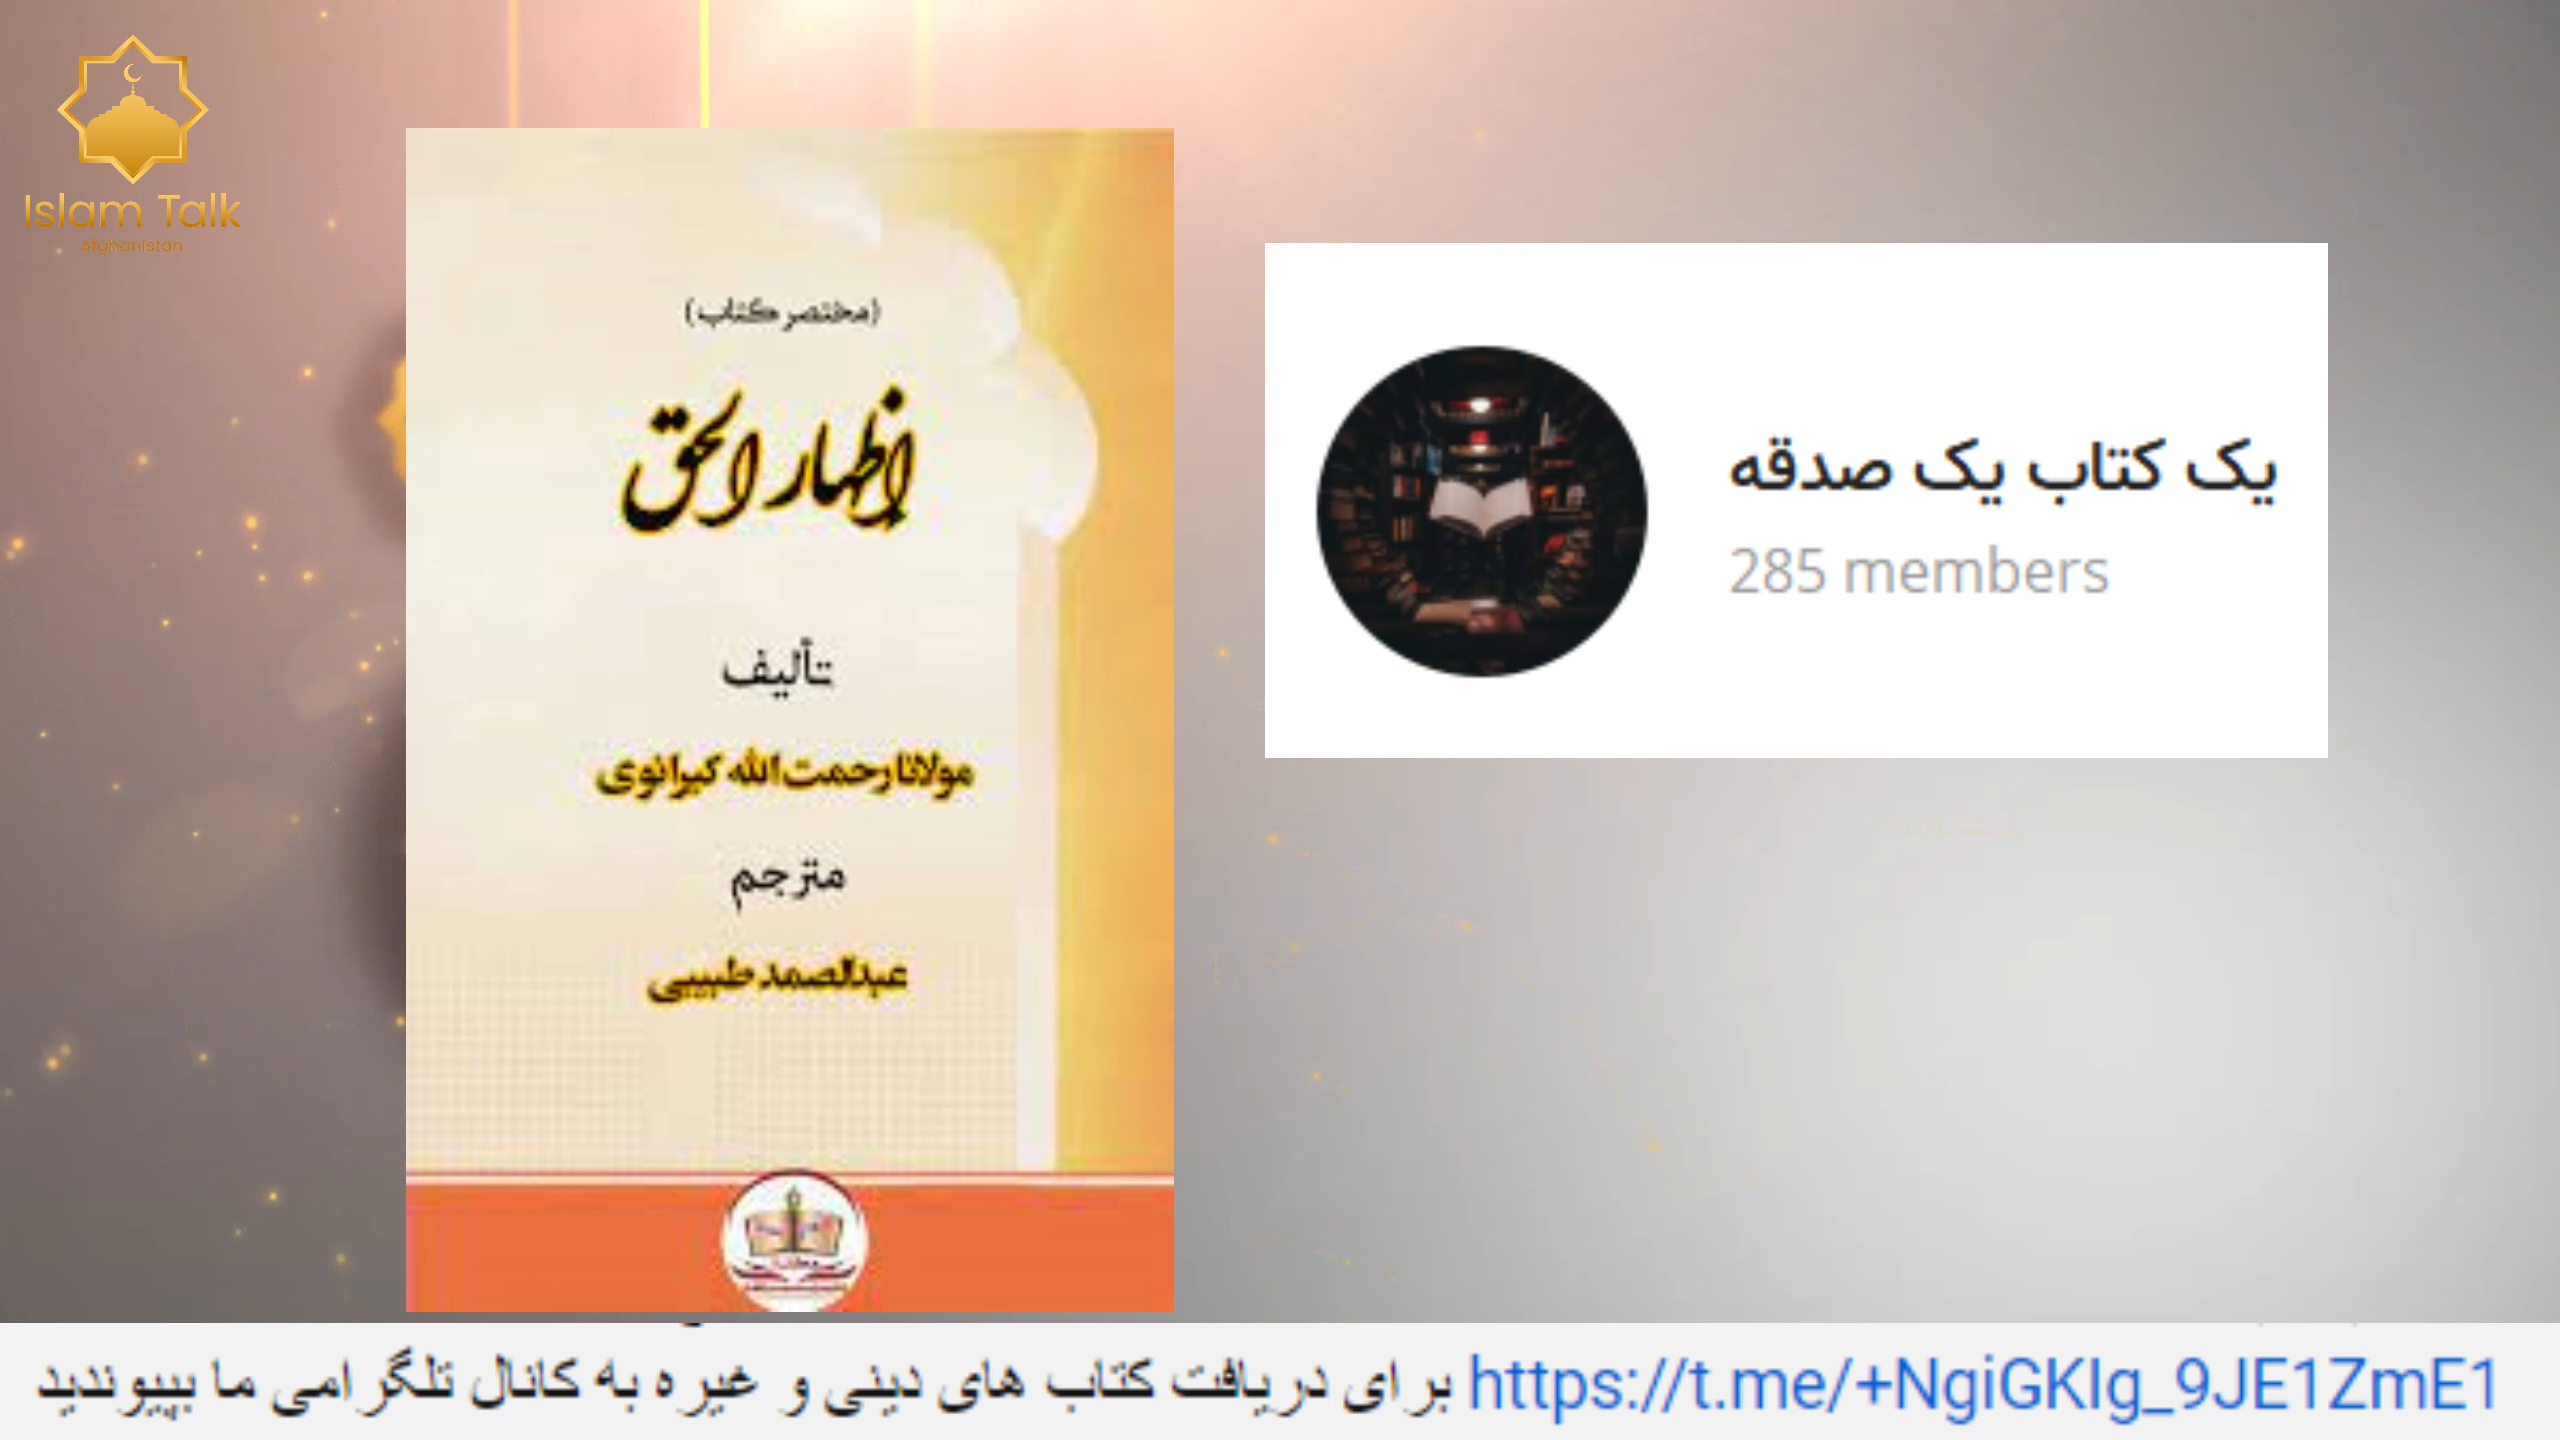 Islam Talk
Afghanistan
(مختصر کتاب)
اظهار الحق
تألیف
مولانا رحمت الله کیرانوی
مترجم
عبدالصمد طبیبی
یک کتاب یک صدقه
285 members
برای دریافت کتاب های دینی و غیره به کانال تلگرامی ما بپیوندید https://t.me/+NgiGKIg_9JE1ZmE1